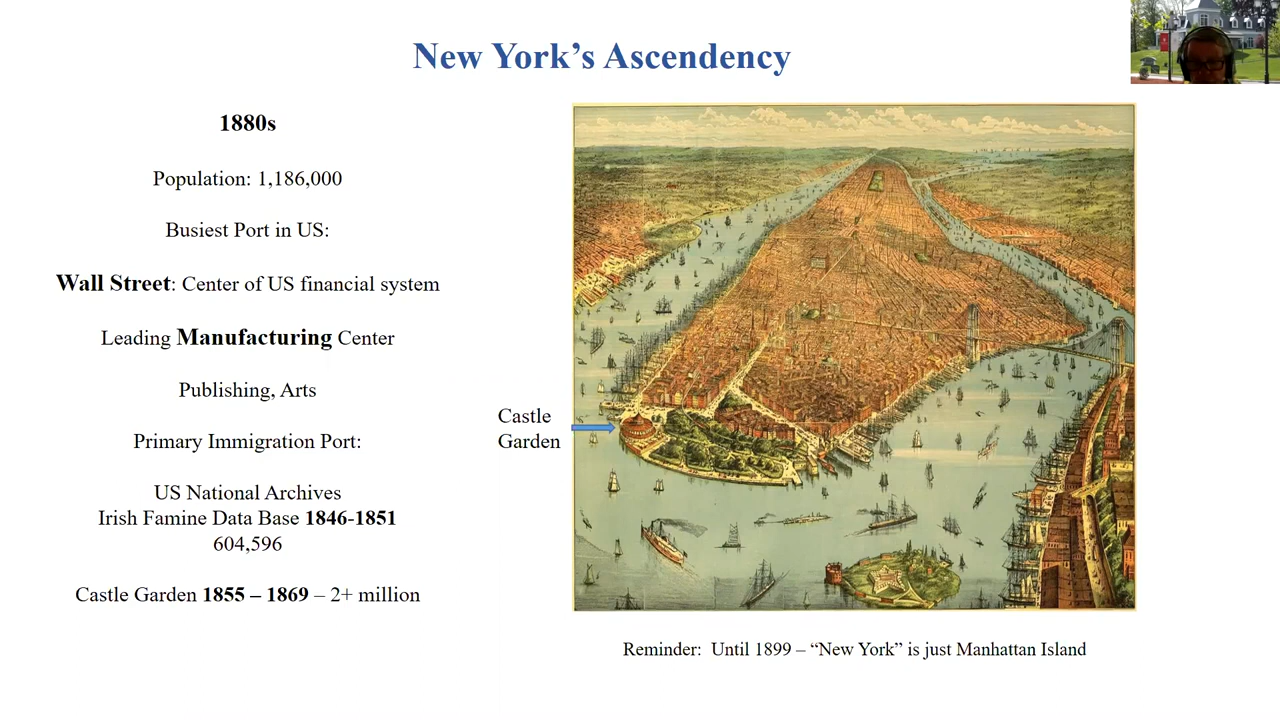 New York’s Ascendency
1880s
Population: 1,186,000
Busiest Port in US:
Wall Street: Center of US financial system
Leading Manufacturing Center
Publishing, Arts
Primary Immigration Port:
US National Archives
Irish Famine Data Base 1846-1851
604,596
Castle Garden 1855 – 1869 – 2+ million
Castle
Garden
Reminder:  Until 1899 – “New York” is just Manhattan Island